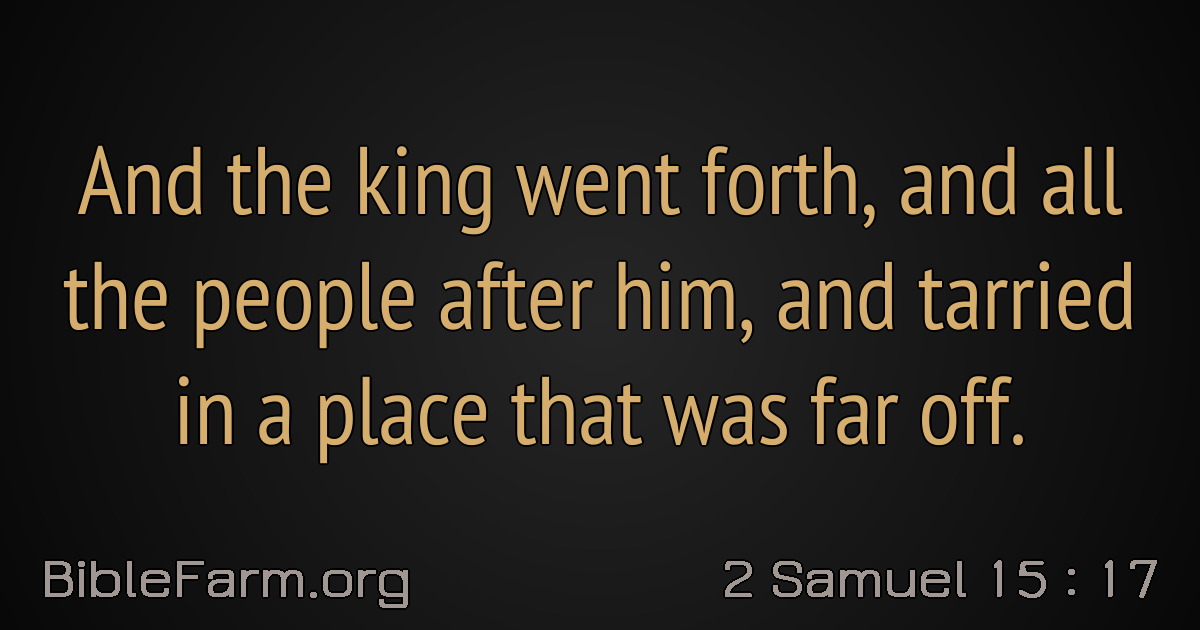 And the king went forth, and all
the people after him, and tarried
in a place that was far off.
BibleFarm.org
2 Samuel 15 : 17